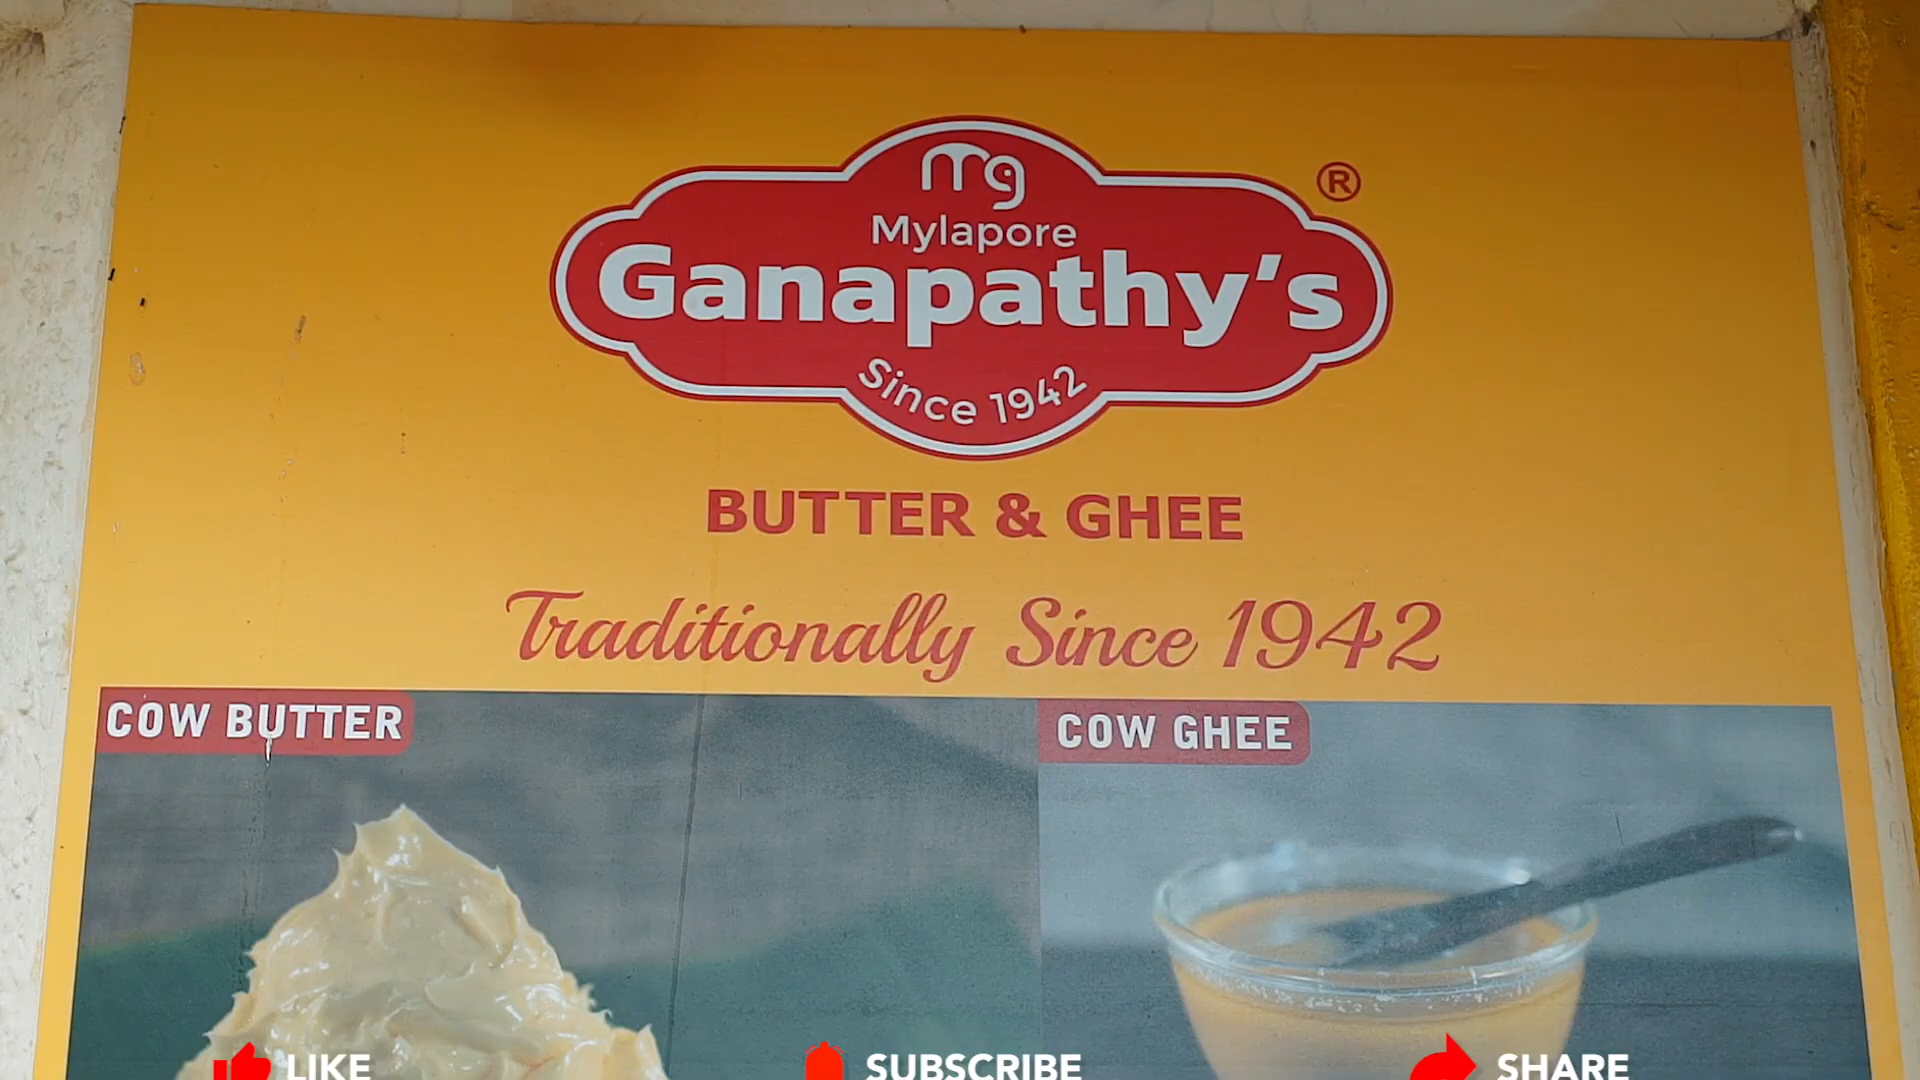 mg
Mylapore
Ganapathy's
®
Since 1942
BUTTER & GHEE
Traditionally Since 1942
COW BUTTER
COW GHEE
LIKE
SUBSCRIBE
SHARE